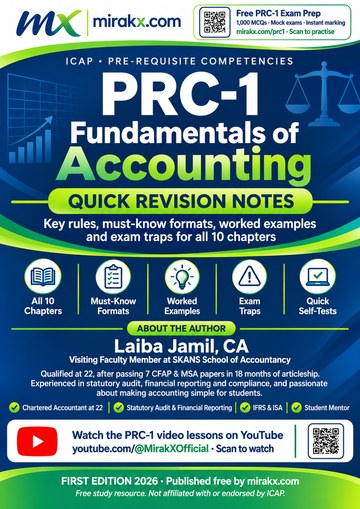 mx | mirakx.com
Free PRC-1 Exam Prep
1,000 MCQs • Mock exams • Instant marking
mirakx.com/prc1 • Scan to practise
ICAP • PRE-REQUISITE COMPETENCIES
PRC-1
Fundamentals of
Accounting
QUICK REVISION NOTES
Key rules, must-know formats, worked examples
and exam traps for all 10 chapters
All 10
Chapters
Must-Know
Formats
Worked
Examples
Exam
Traps
Quick
Self-Tests
ABOUT THE AUTHOR
Laiba Jamil, CA
Visiting Faculty Member at SKANS School of Accountancy
Qualified at 22, after passing 7 CFAP & MSA papers in 18 months of articleship.
Experienced in statutory audit, financial reporting and compliance, and passionate
about making accounting simple for students.
Chartered Accountant at 22 | Statutory Audit & Financial Reporting | IFRS & ISA | Student Mentor
Watch the PRC-1 video lessons on YouTube
youtube.com/@MirakXOfficial • Scan to watch
FIRST EDITION 2026 • Published free by mirakx.com
Free study resource. Not affiliated with or endorsed by ICAP.